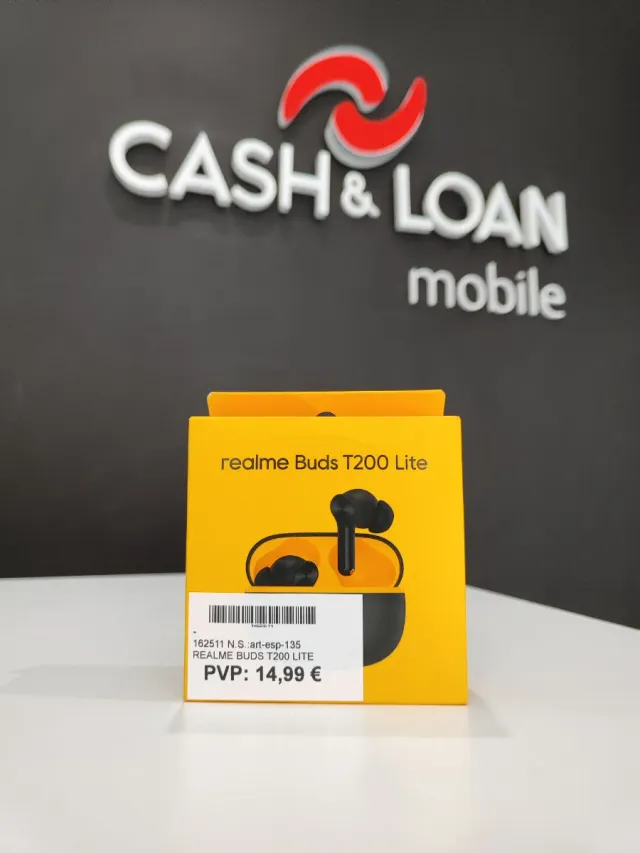 CASH & LOAN
mobile
realme Buds T200 Lite
-
162511 N.S.:art-esp-135
REALME BUDS T200 LITE
PVP: 14,99 €